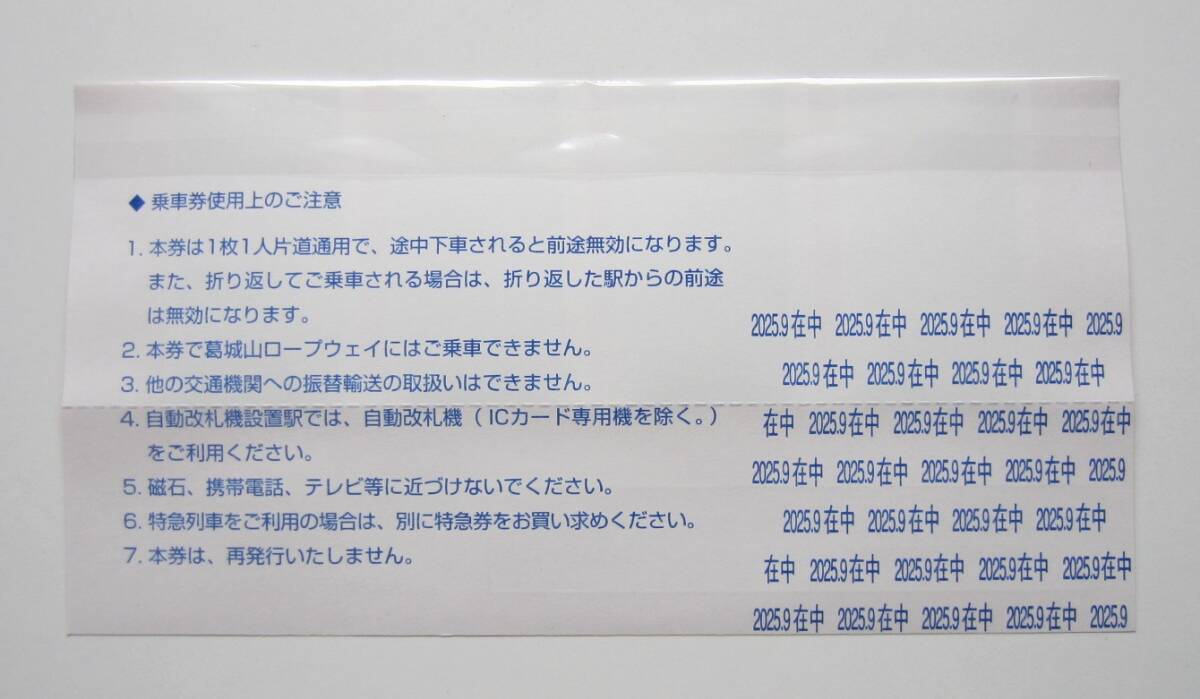 ◆ 乗車券使用上のご注意
1. 本券は1枚1人片道通用で、途中下車されると前途無効になります。
また、折り返してご乗車される場合は、折り返した駅からの前途
は無効になります。
2. 本券で葛城山ロープウェイにはご乗車できません。
3. 他の交通機関への振替輸送の取扱いはできません。
4. 自動改札機設置駅では、自動改札機（ICカード専用機を除く。）
をご利用ください。
5. 磁石、携帯電話、テレビ等に近づけないでください。
6. 特急列車をご利用の場合は、別に特急券をお買い求めください。
7. 本券は、再発行いたしません。
2025.9在中 2025.9在中 2025.9在中 2025.9在中 2025.9
2025.9在中 2025.9在中 2025.9在中 2025.9在中
在中 2025.9在中 2025.9在中 2025.9在中 2025.9在中
2025.9在中 2025.9在中 2025.9在中 2025.9在中 2025.9
2025.9在中 2025.9在中 2025.9在中 2025.9在中
在中 2025.9在中 2025.9在中 2025.9在中 2025.9在中
2025.9在中 2025.9在中 2025.9在中 2025.9在中 2025.9